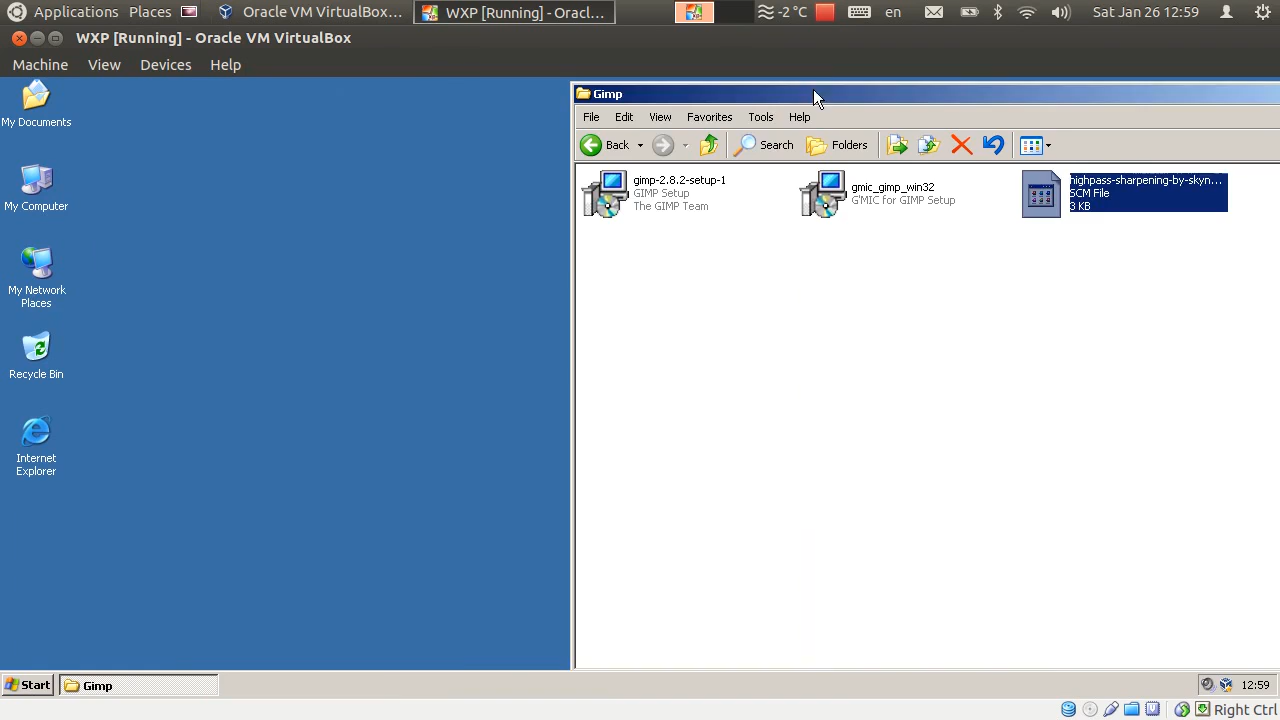 Applications Places Oracle VM VirtualBox... WXP [Running] - Oracl... -2 °C en Sat Jan 26 12:59
WXP [Running] - Oracle VM VirtualBox
Machine View Devices Help
Gimp
File Edit View Favorites Tools Help
Back Search Folders
gimp-2.8.2-setup-1
GIMP Setup
The GIMP Team
gmic_gimp_win32
G'MIC for GIMP Setup
highpass-sharpening-by-skyn...
SCM File
3 KB
My Documents
My Computer
My Network
Places
Recycle Bin
Internet
Explorer
Start Gimp 12:59
Right Ctrl